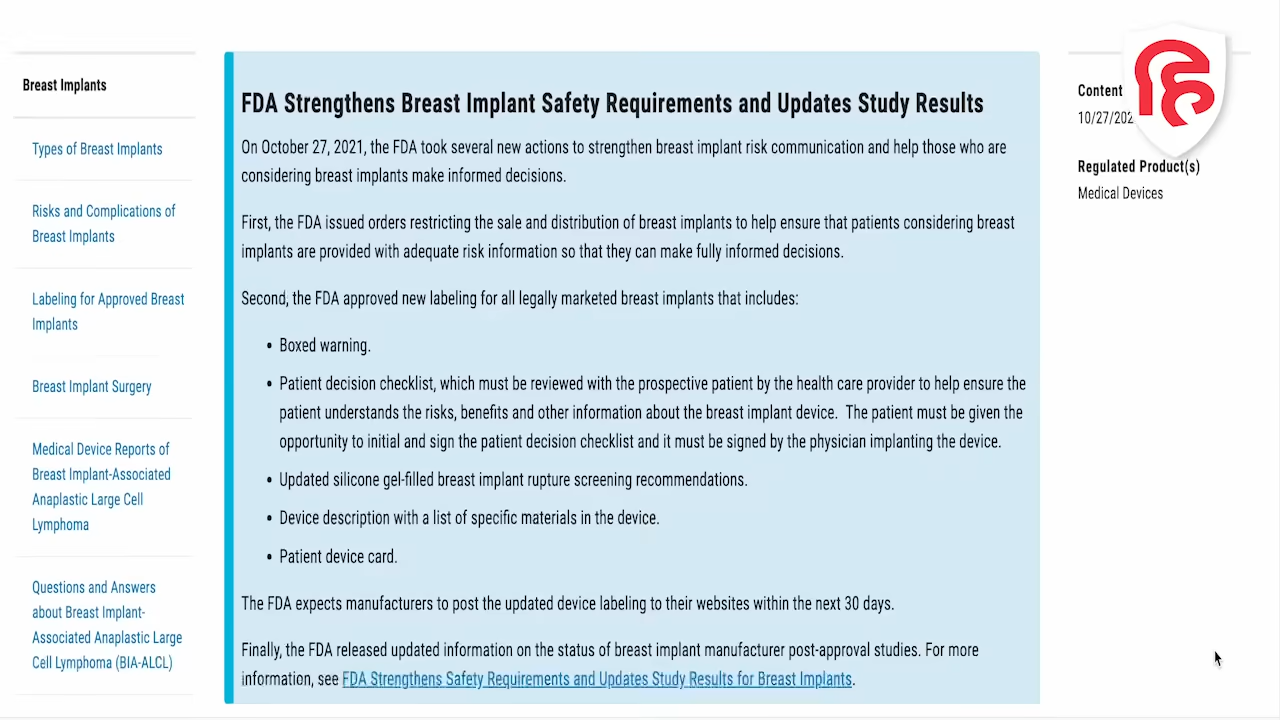 Breast Implants
Types of Breast Implants
Risks and Complications of
Breast Implants
Labeling for Approved Breast
Implants
Breast Implant Surgery
Medical Device Reports of
Breast Implant-Associated
Anaplastic Large Cell
Lymphoma
Questions and Answers
about Breast Implant-
Associated Anaplastic Large
Cell Lymphoma (BIA-ALCL)
FDA Strengthens Breast Implant Safety Requirements and Updates Study Results
On October 27, 2021, the FDA took several new actions to strengthen breast implant risk communication and help those who are
considering breast implants make informed decisions.
First, the FDA issued orders restricting the sale and distribution of breast implants to help ensure that patients considering breast
implants are provided with adequate risk information so that they can make fully informed decisions.
Second, the FDA approved new labeling for all legally marketed breast implants that includes:
• Boxed warning.
• Patient decision checklist, which must be reviewed with the prospective patient by the health care provider to help ensure the
patient understands the risks, benefits and other information about the breast implant device. The patient must be given the
opportunity to initial and sign the patient decision checklist and it must be signed by the physician implanting the device.
• Updated silicone gel-filled breast implant rupture screening recommendations.
• Device description with a list of specific materials in the device.
• Patient device card.
The FDA expects manufacturers to post the updated device labeling to their websites within the next 30 days.
Finally, the FDA released updated information on the status of breast implant manufacturer post-approval studies. For more
information, see FDA Strengthens Safety Requirements and Updates Study Results for Breast Implants.
Content
10/27/202
Regulated Product(s)
Medical Devices